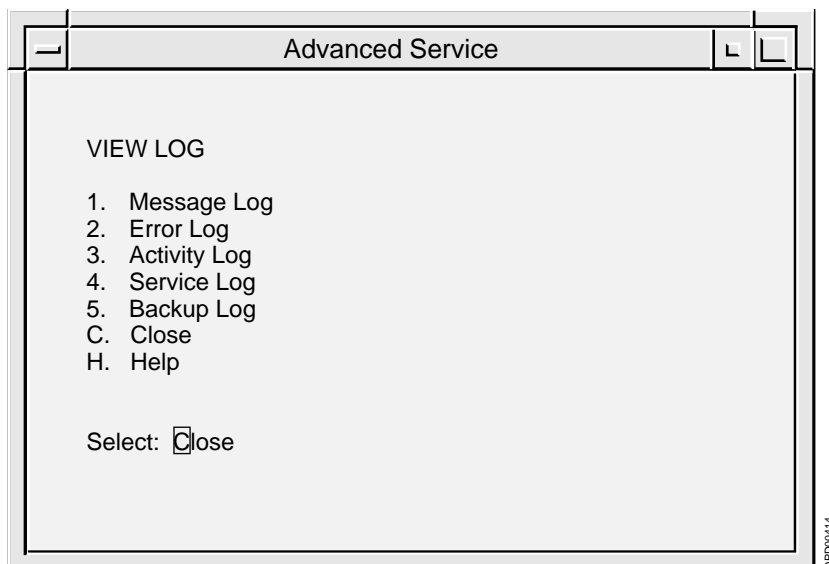 Advanced Service
VIEW LOG
1. Message Log
2. Error Log
3. Activity Log
4. Service Log
5. Backup Log
C. Close
H. Help
Select: Close